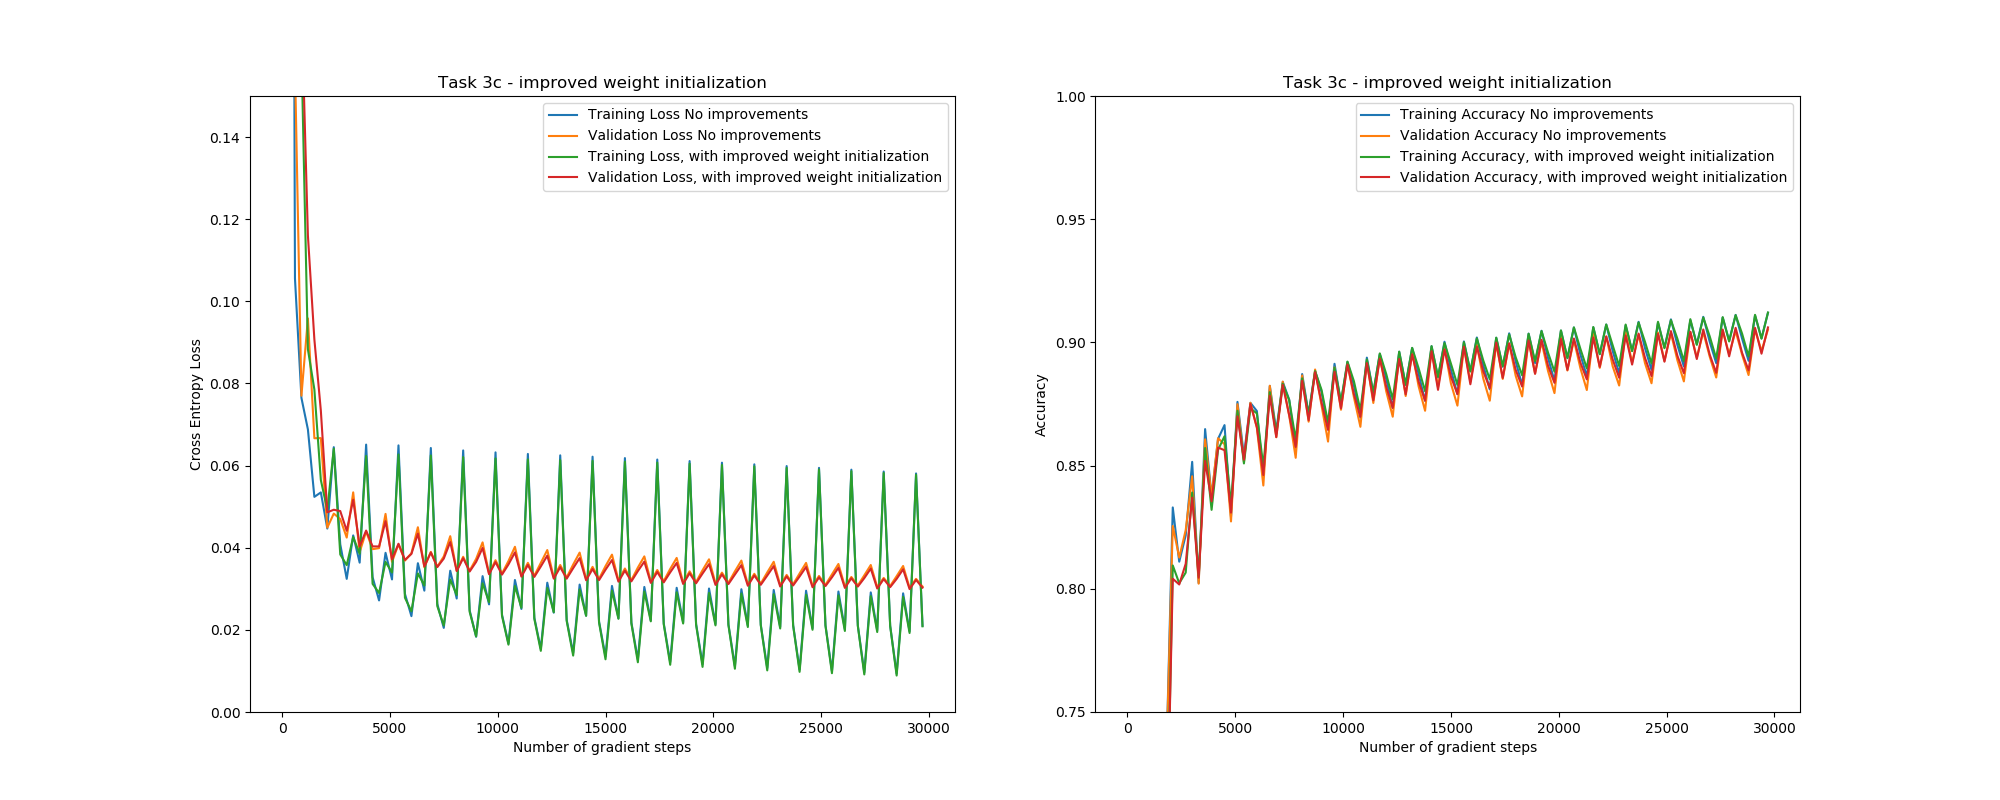 Task 3c - improved weight initialization
Training Loss No improvements
Validation Loss No improvements
Training Loss, with improved weight initialization
Validation Loss, with improved weight initialization
Cross Entropy Loss
0.14
0.12
0.10
0.08
0.06
0.04
0.02
0.00
0 5000 10000 15000 20000 25000 30000
Number of gradient steps
Task 3c - improved weight initialization
Training Accuracy No improvements
Validation Accuracy No improvements
Training Accuracy, with improved weight initialization
Validation Accuracy, with improved weight initialization
Accuracy
1.00
0.95
0.90
0.85
0.80
0.75
0 5000 10000 15000 20000 25000 30000
Number of gradient steps